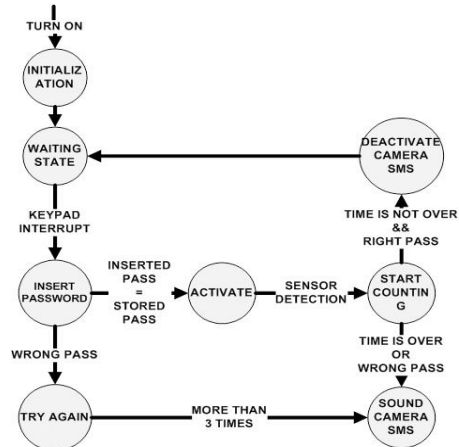 TURN ON
INITIALIZ
ATION
WAITING
STATE
DEACTIVATE
CAMERA
SMS
KEYPAD
INTERRUPT
TIME IS NOT OVER
&&
RIGHT PASS
INSERT
PASSWORD
INSERTED
PASS
=
STORED
PASS
ACTIVATE
SENSOR
DETECTION
START
COUNTIN
G
WRONG PASS
TIME IS OVER
OR
WRONG PASS
TRY AGAIN
MORE THAN
3 TIMES
SOUND
CAMERA
SMS